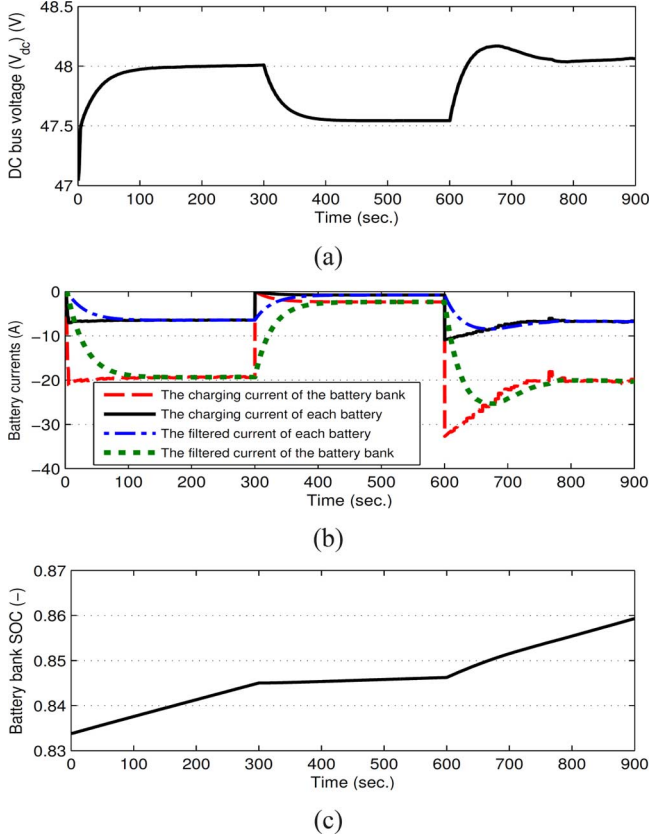 48.5
48
47.5
47
DC bus voltage (Vdc) (V)
0 100 200 300 400 500 600 700 800 900
Time (sec.)
(a)
0
−10
−20
−30
−40
Battery currents (A)
The charging current of the battery bank
The charging current of each battery
The filtered current of each battery
The filtered current of the battery bank
0 100 200 300 400 500 600 700 800 900
Time (sec.)
(b)
0.87
0.86
0.85
0.84
0.83
Battery bank SOC (−)
0 100 200 300 400 500 600 700 800 900
Time (sec.)
(c)